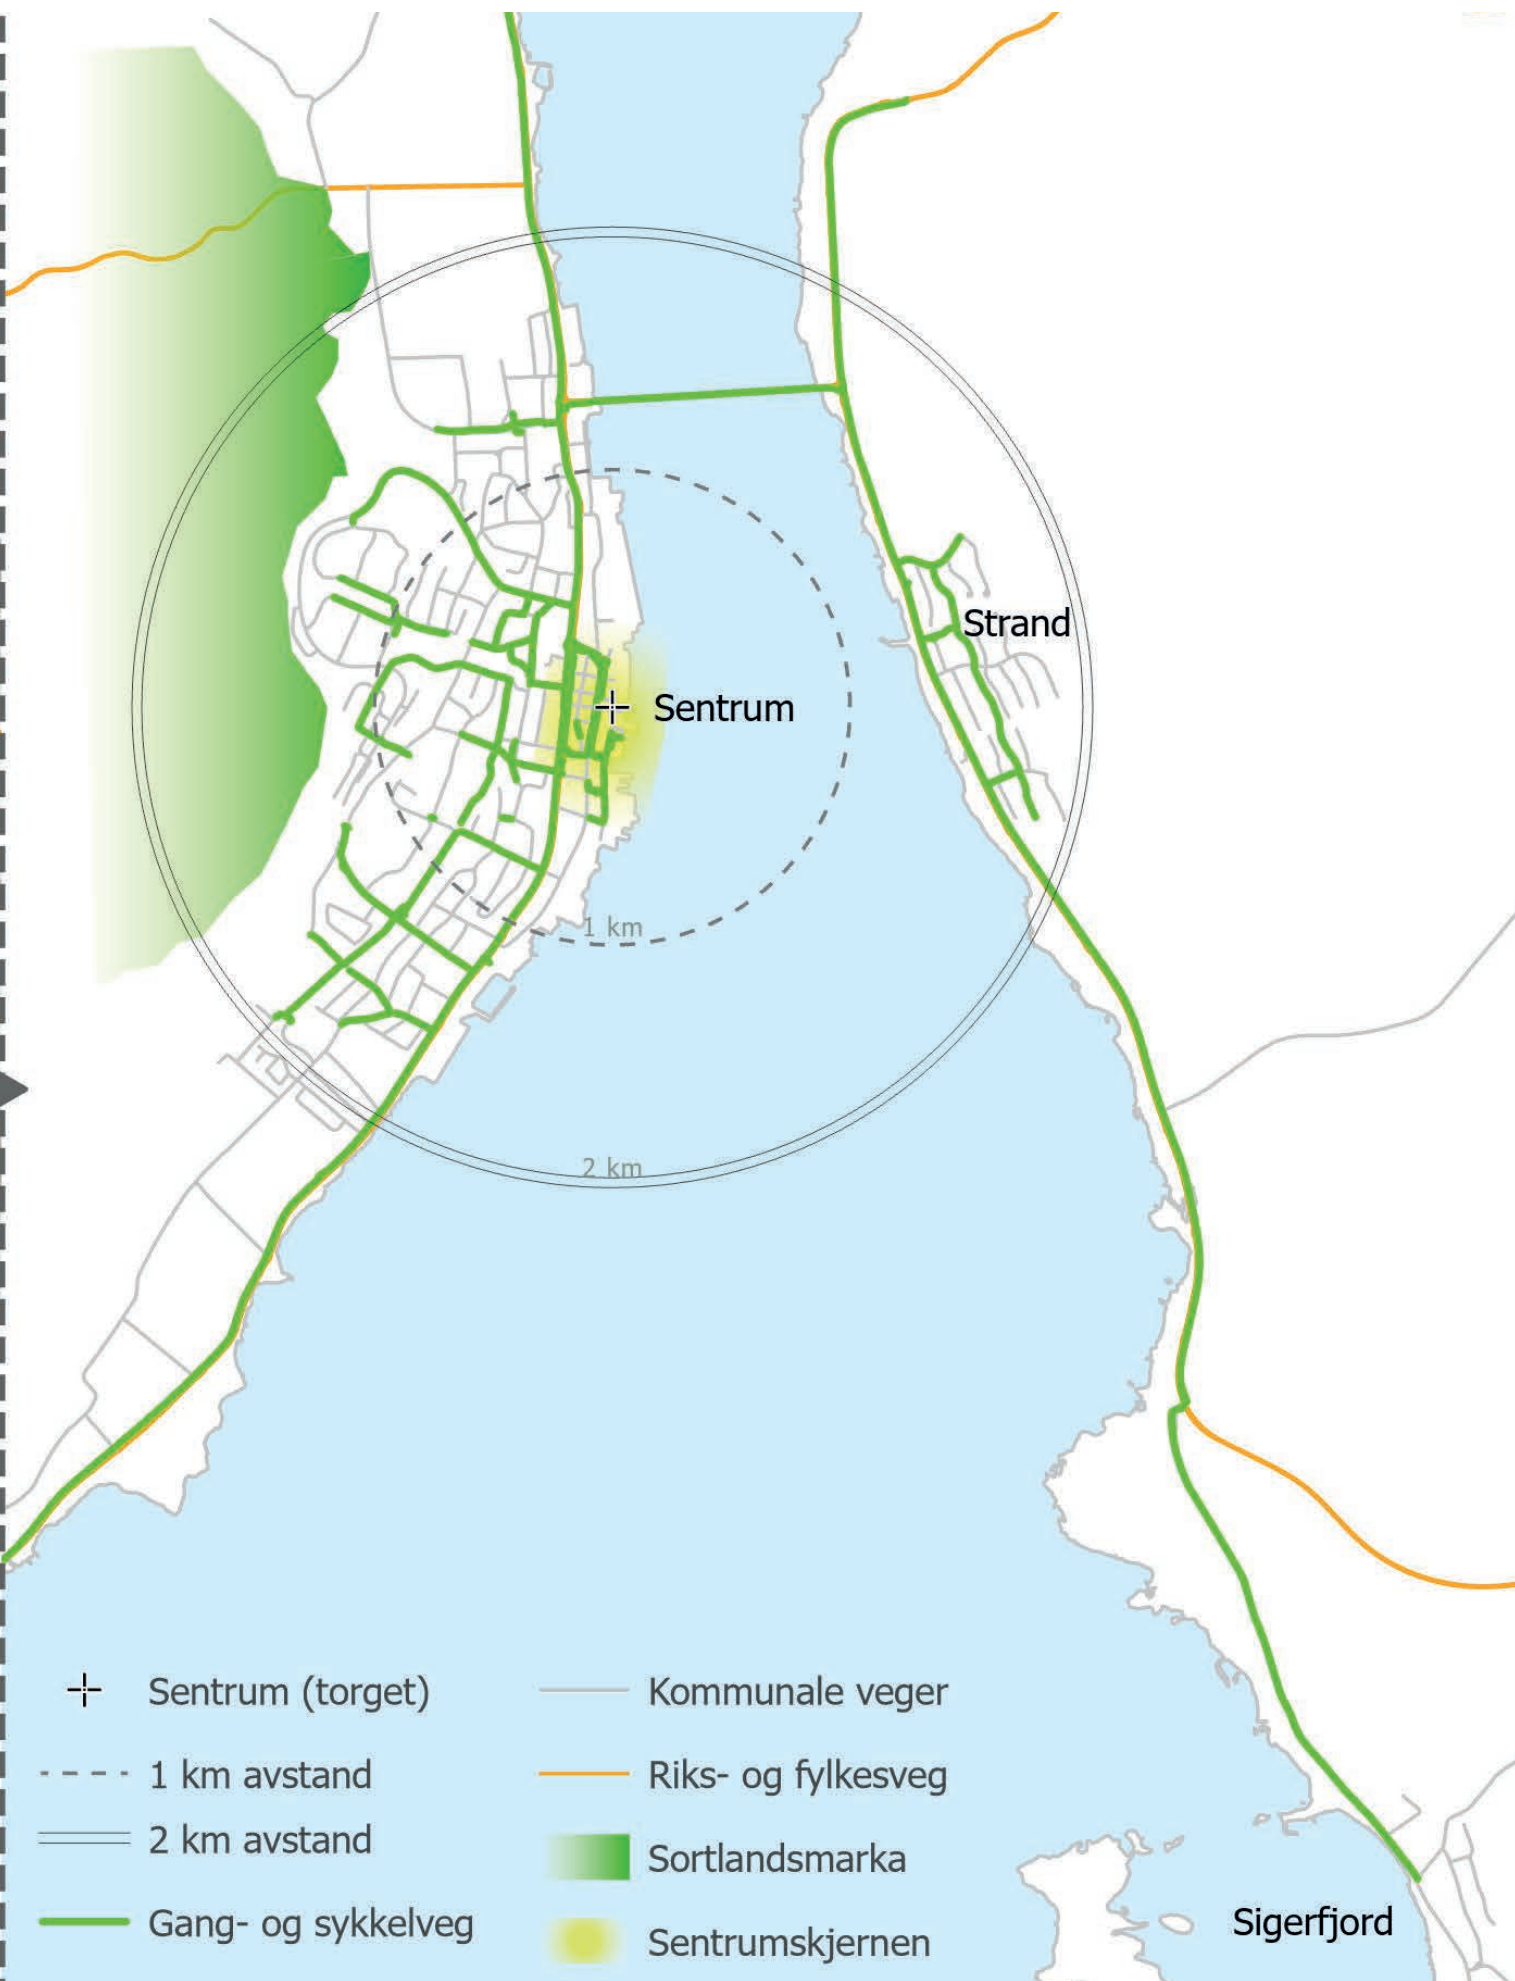 Strand
Sentrum
1 km
2 km
Sentrum (torget)
Kommunale veger
1 km avstand
Riks- og fylkesveg
2 km avstand
Sortlandsmarka
Gang- og sykkelveg
Sentrumskjernen
Sigerfjord